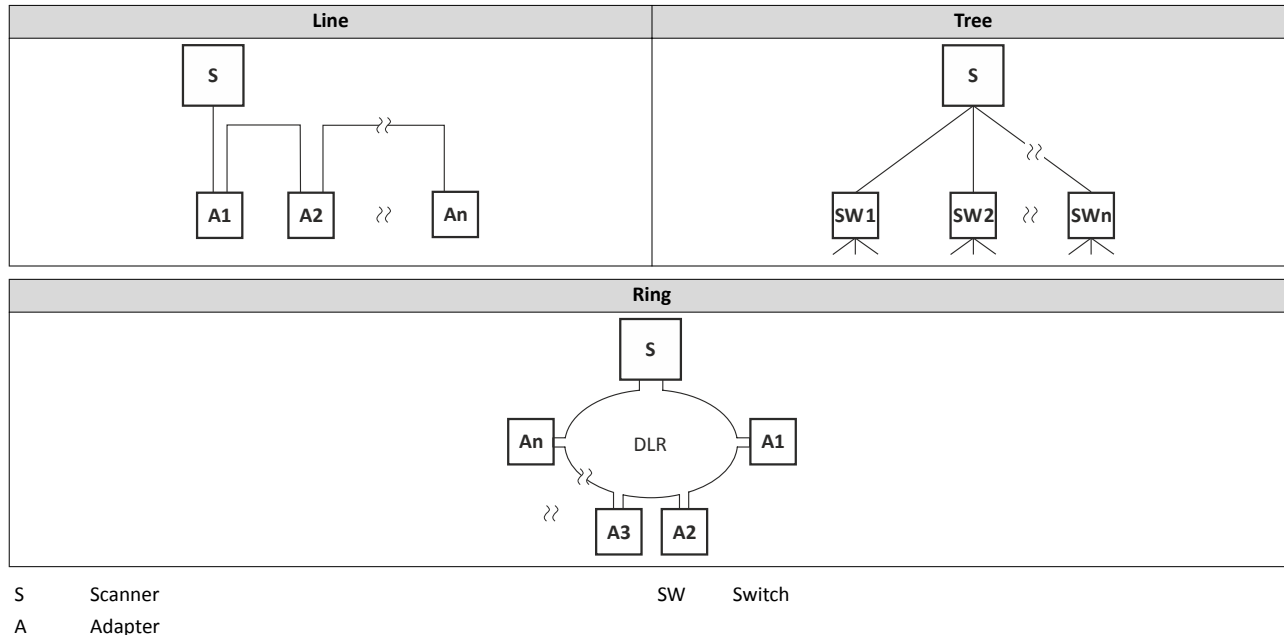 Line
Tree
S
S
A1 A2 An
SW1 SW2 SWn
Ring
S
An DLR A1
A3 A2
S Scanner SW Switch
A Adapter